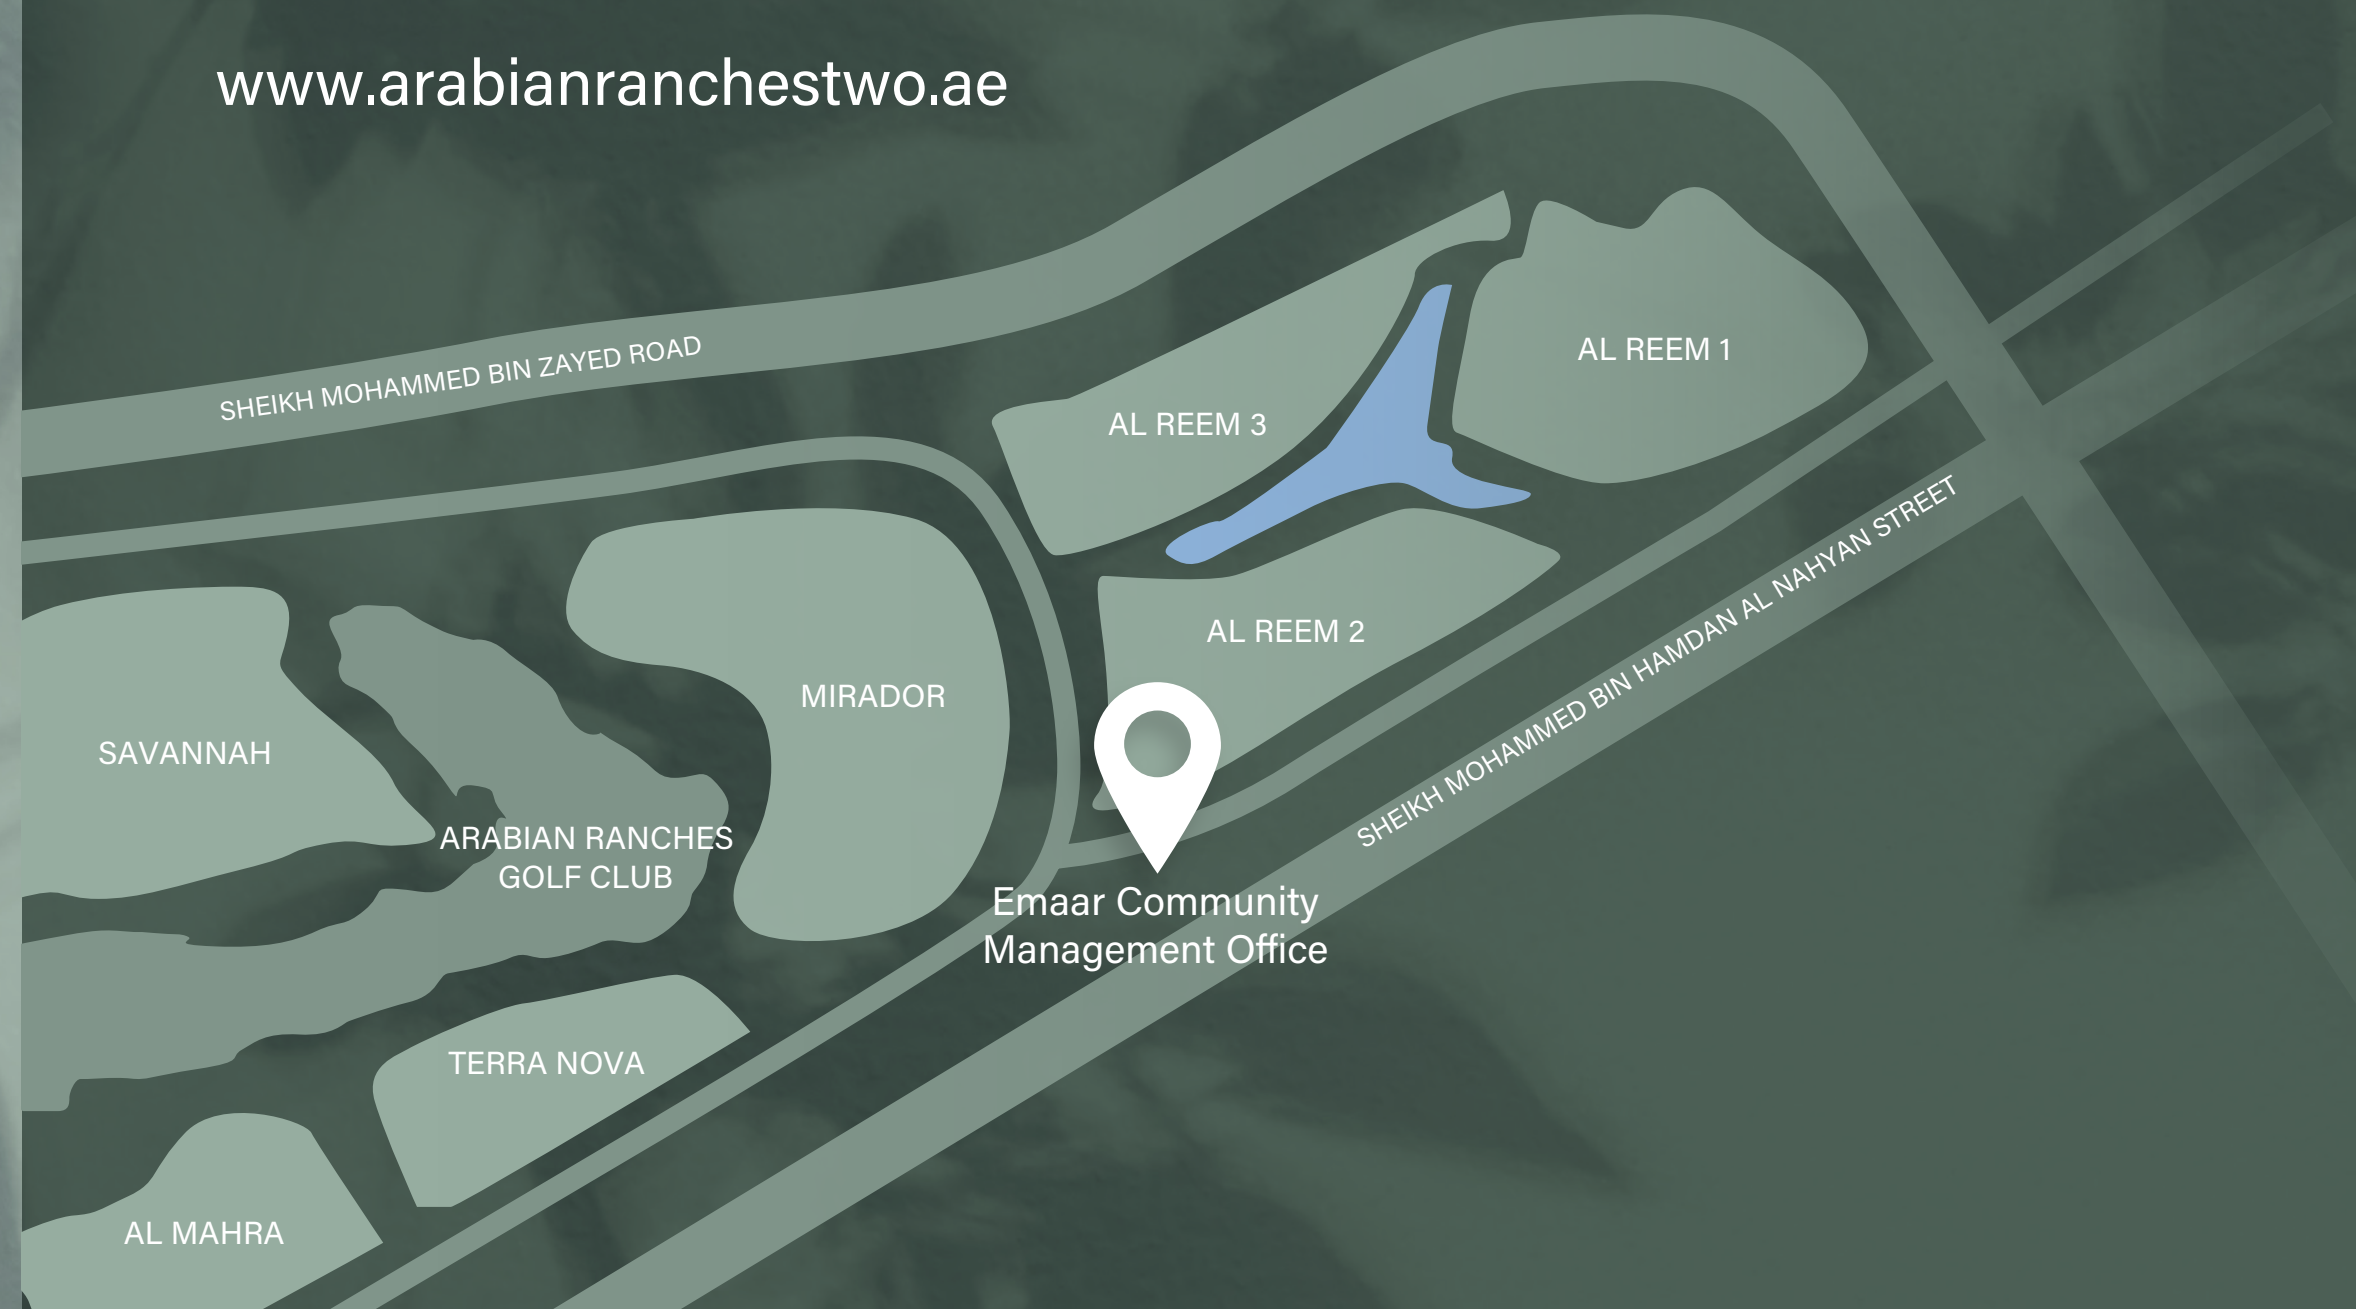 www.arabianranchestwo.ae
SHEIKH MOHAMMED BIN ZAYED ROAD
AL REEM 1
AL REEM 3
AL REEM 2
SHEIKH MOHAMMED BIN HAMDAN AL NAHYAN STREET
MIRADOR
SAVANNAH
ARABIAN RANCHES
GOLF CLUB
Emaar Community
Management Office
TERRA NOVA
AL MAHRA